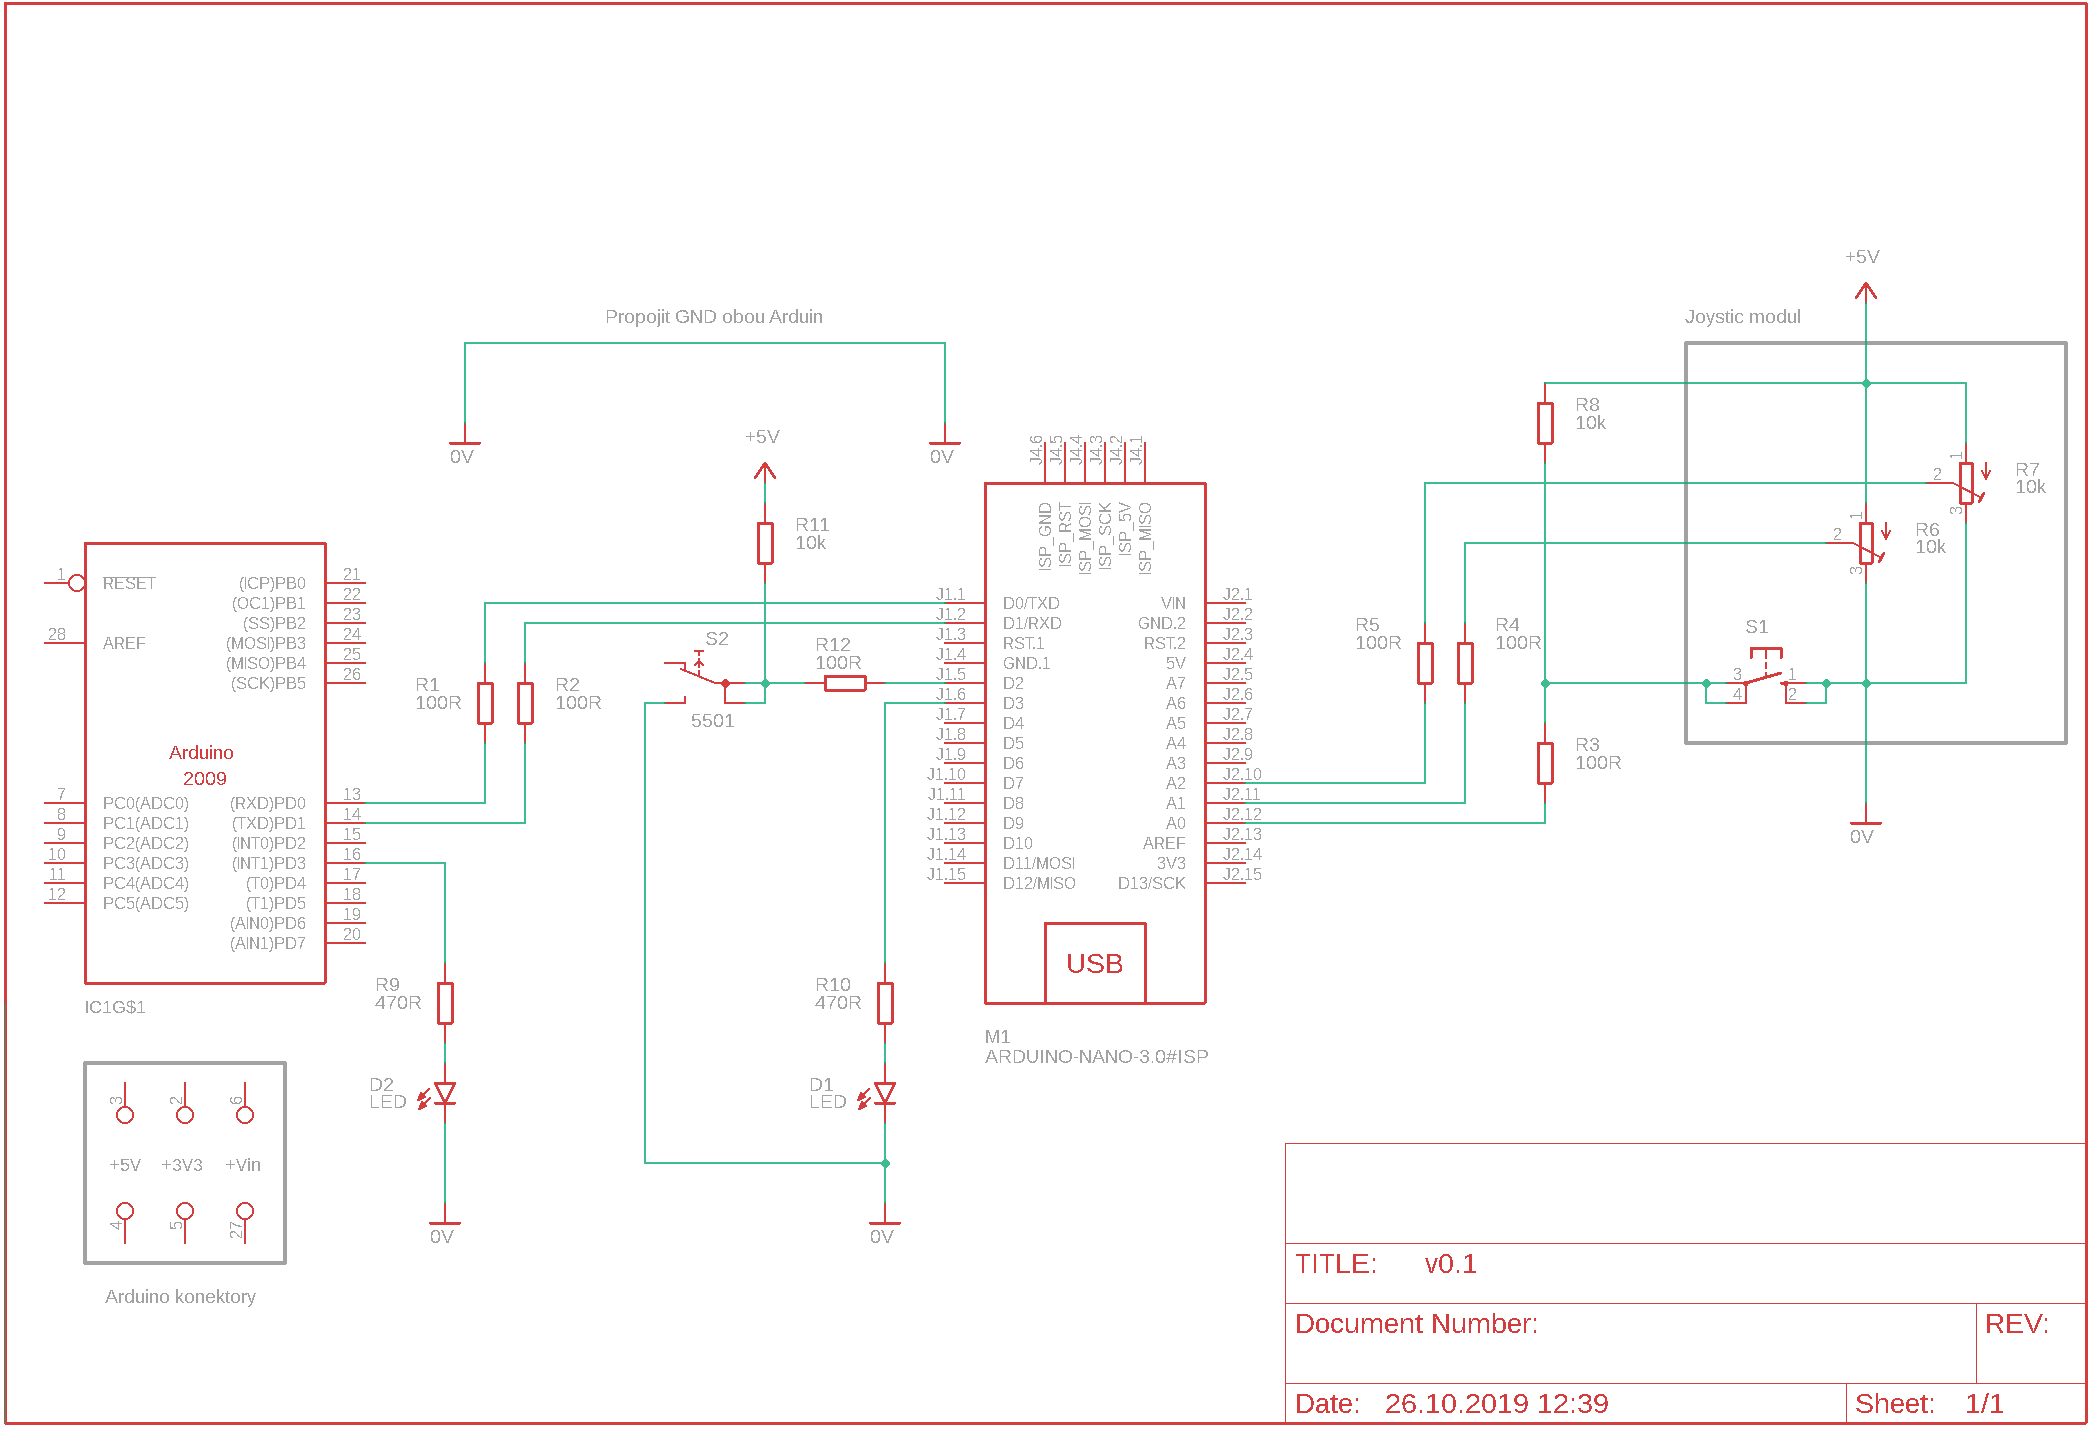 +5V
Joystic modul
Propojit GND obou Arduin
R8
10k
+5V
0V
0V
J4.6
J4.5
J4.4
J4.3
J4.2
J4.1
ISP_GND
ISP_RST
ISP_MOSI
ISP_SCK
ISP_5V
ISP_MISO
1
2
3
R7
10k
1
2
3
R6
10k
R11
10k
1
RESET
28
AREF
(ICP)PB0
21
(OC1)PB1
22
(SS)PB2
23
(MOSI)PB3
24
(MISO)PB4
25
(SCK)PB5
26
Arduino
2009
7
PC0(ADC0)
8
PC1(ADC1)
9
PC2(ADC2)
10
PC3(ADC3)
11
PC4(ADC4)
12
PC5(ADC5)
(RXD)PD0
13
(TXD)PD1
14
(INT0)PD2
15
(INT1)PD3
16
(T0)PD4
17
(T1)PD5
18
(AIN0)PD6
19
(AIN1)PD7
20
IC1G$1
R1
100R
R2
100R
S2
5501
R12
100R
J1.1
D0/TXD
J1.2
D1/RXD
J1.3
RST.1
J1.4
GND.1
J1.5
D2
J1.6
D3
J1.7
D4
J1.8
D5
J1.9
D6
J1.10
D7
J1.11
D8
J1.12
D9
J1.13
D10
J1.14
D11/MOSI
J1.15
D12/MISO
VIN
J2.1
GND.2
J2.2
RST.2
J2.3
5V
J2.4
A7
J2.5
A6
J2.6
A5
J2.7
A4
J2.8
A3
J2.9
A2
J2.10
A1
J2.11
A0
J2.12
AREF
J2.13
3V3
J2.14
D13/SCK
J2.15
USB
M1
ARDUINO-NANO-3.0#ISP
R5
100R
R4
100R
S1
3
4
1
2
R3
100R
0V
R9
470R
R10
470R
D2
LED
D1
LED
0V
0V
3
2
6
+5V
+3V3
+Vin
4
5
27
Arduino konektory
TITLE: v0.1
Document Number:
REV:
Date: 26.10.2019 12:39
Sheet: 1/1